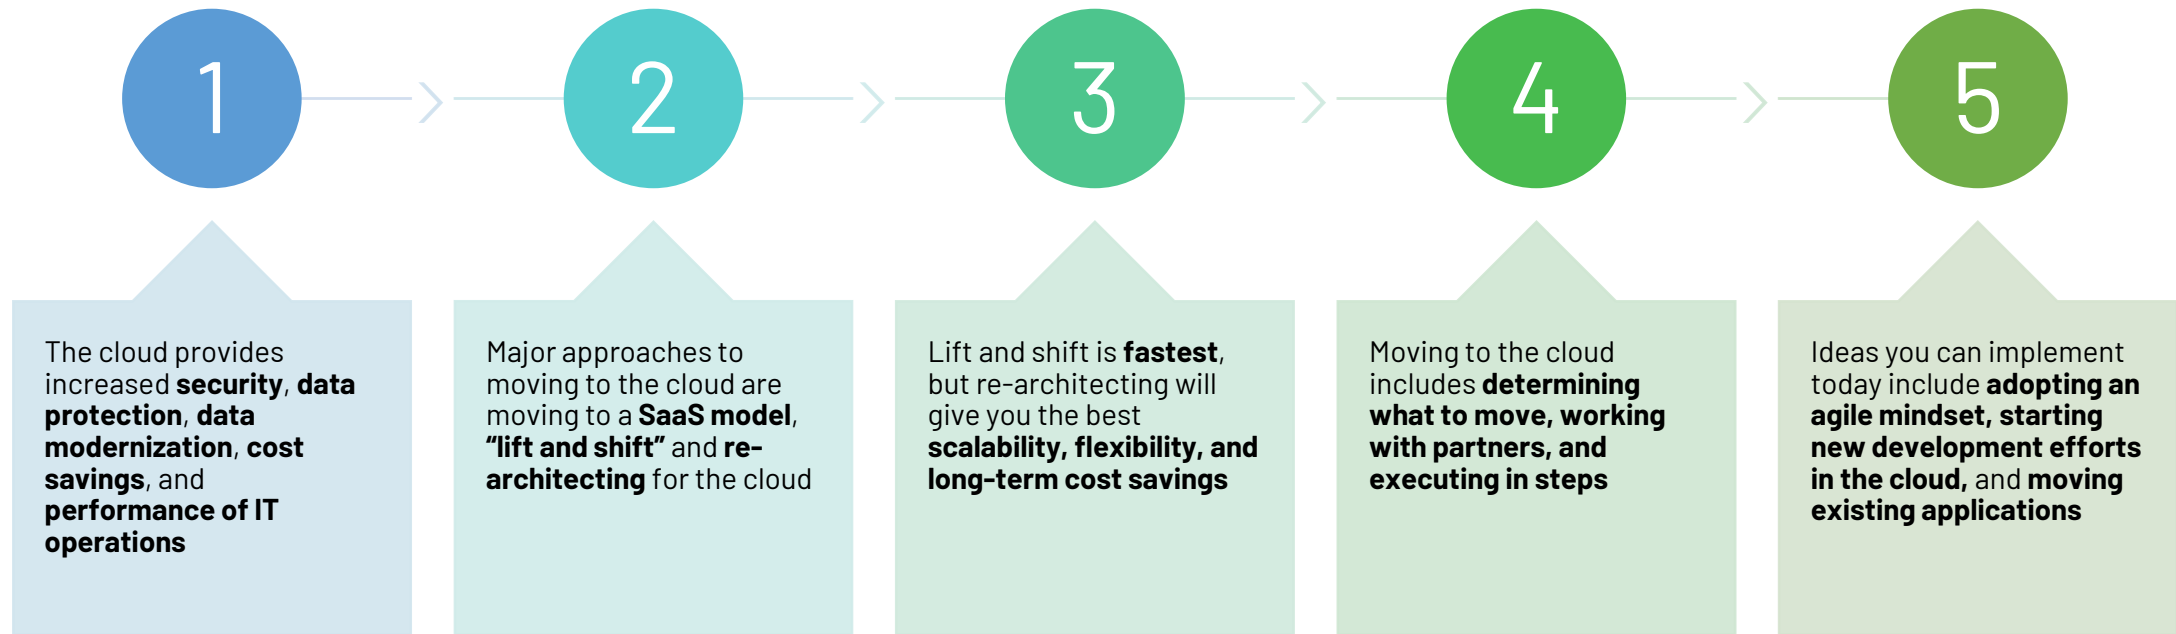 1
2
3
4
5
The cloud provides
increased security, data
protection, data
modernization, cost
savings, and
performance of IT
operations
Major approaches to
moving to the cloud are
moving to a SaaS model,
“lift and shift” and re-
architecting for the cloud
Lift and shift is fastest,
but re-architecting will
give you the best
scalability, flexibility, and
long-term cost savings
Moving to the cloud
includes determining
what to move, working
with partners, and
executing in steps
Ideas you can implement
today include adopting an
agile mindset, starting
new development efforts
in the cloud, and moving
existing applications